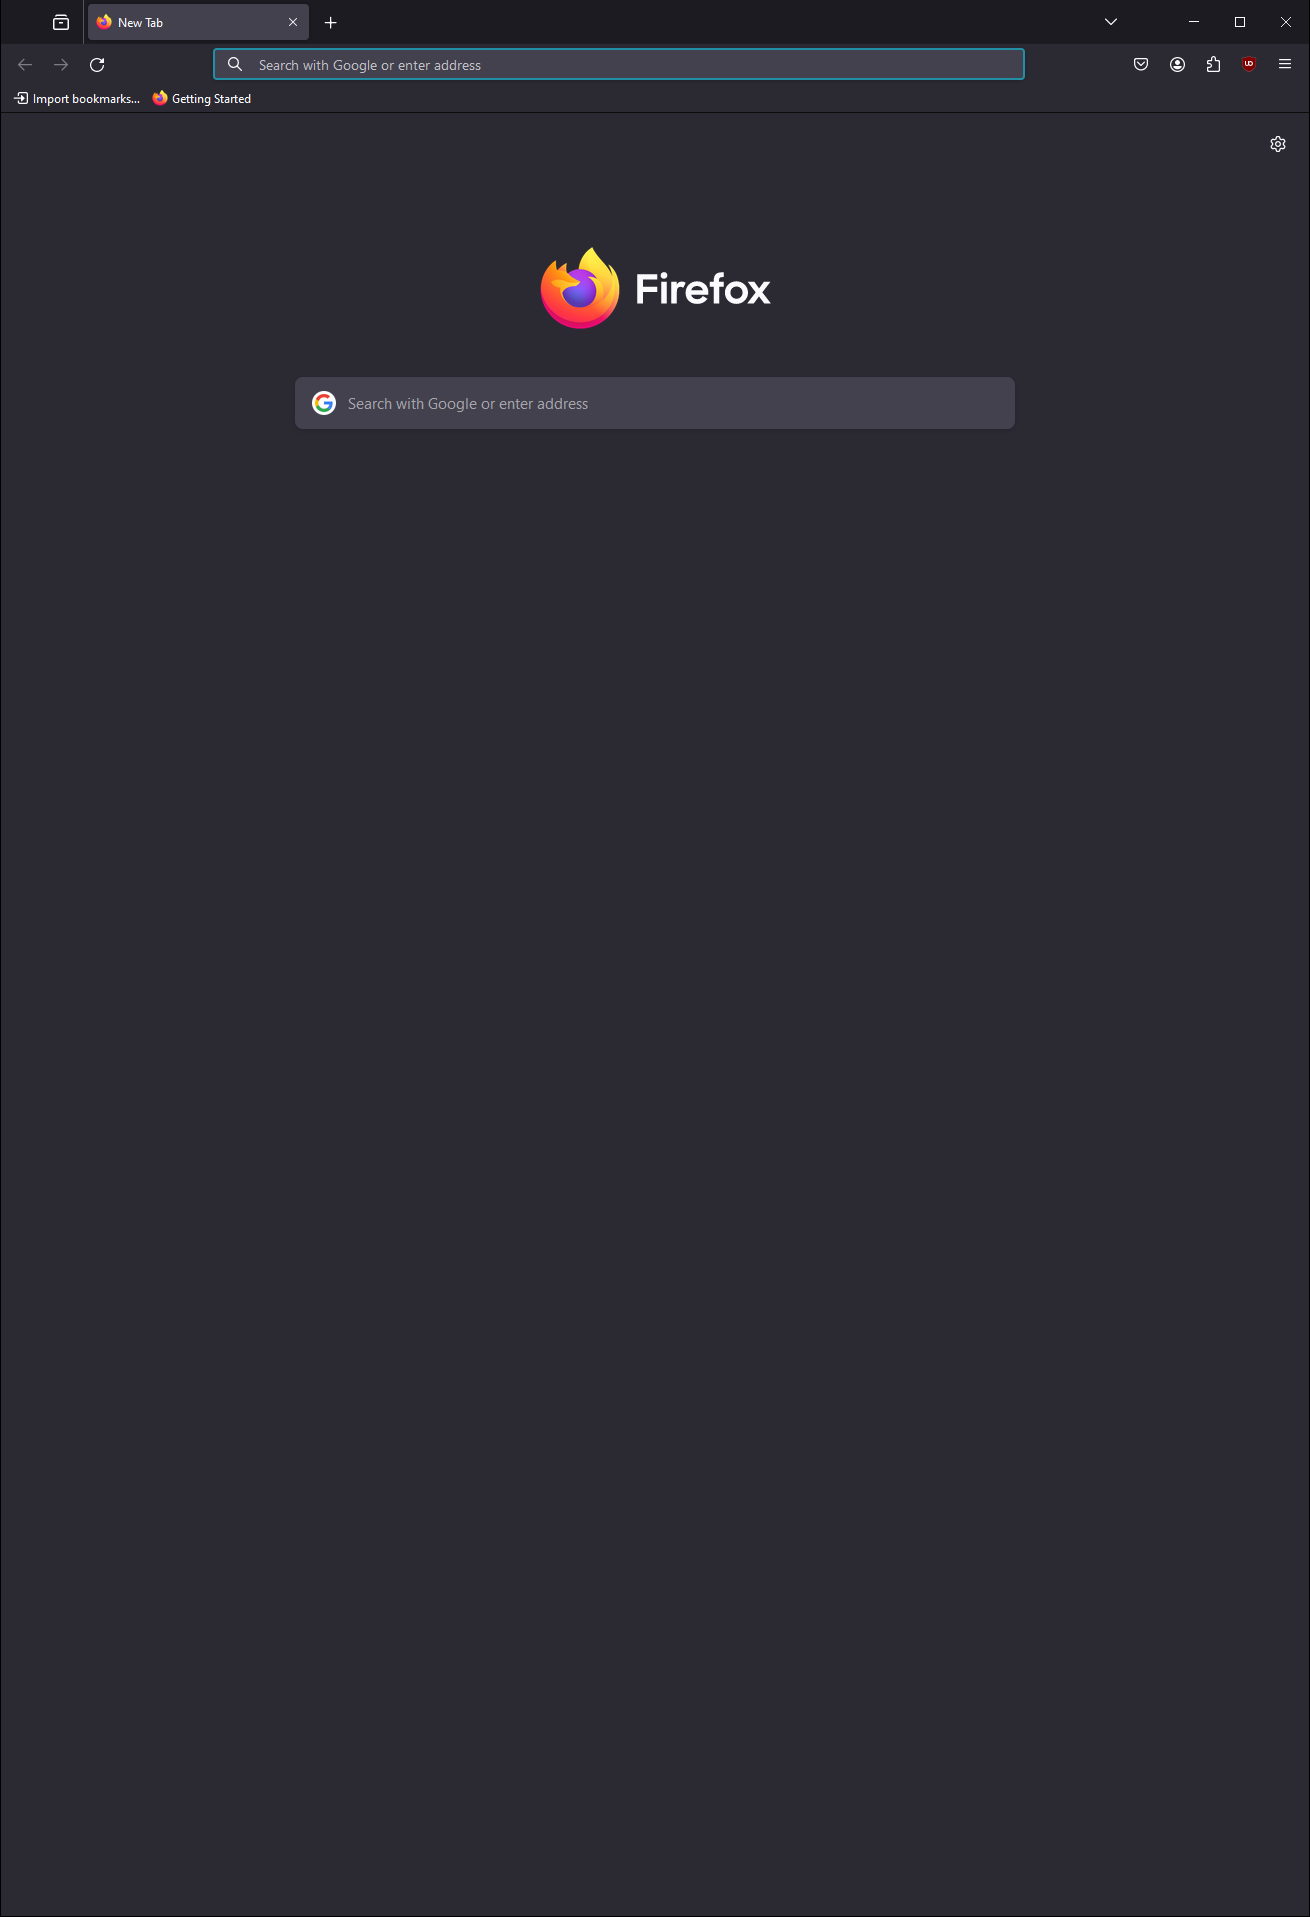 New Tab
Search with Google or enter address
Import bookmarks... Getting Started
Firefox
Search with Google or enter address